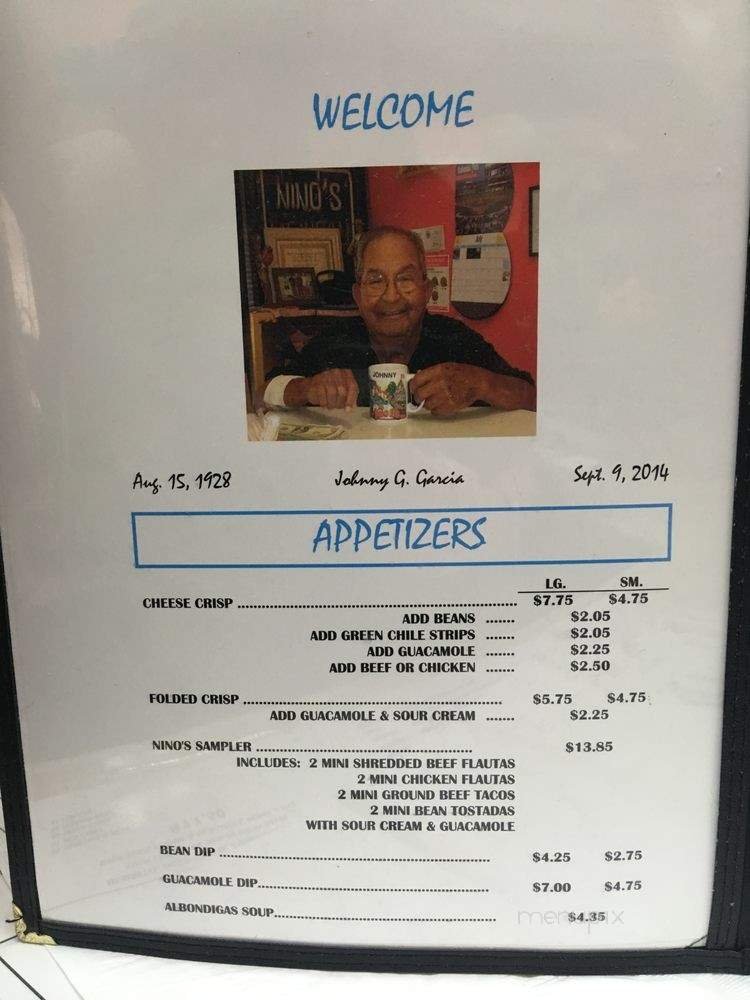 WELCOME
NINO'S
JOHNNY
Aug. 15, 1928 Johnny G. Garcia Sept. 9, 2014
APPETIZERS
LG. SM.
CHEESE CRISP ........ $7.75 $4.75
ADD BEANS ....... $2.05
ADD GREEN CHILE STRIPS ....... $2.05
ADD GUACAMOLE ....... $2.25
ADD BEEF OR CHICKEN ....... $2.50
FOLDED CRISP ........ $5.75 $4.75
ADD GUACAMOLE & SOUR CREAM ....... $2.25
NINO'S SAMPLER ........ $13.85
INCLUDES: 2 MINI SHREDDED BEEF FLAUTAS
2 MINI CHICKEN FLAUTAS
2 MINI GROUND BEEF TACOS
2 MINI BEAN TOSTADAS
WITH SOUR CREAM & GUACAMOLE
BEAN DIP ........ $4.25 $2.75
GUACAMOLE DIP........ $7.00 $4.75
ALBONDIGAS SOUP........ $4.35